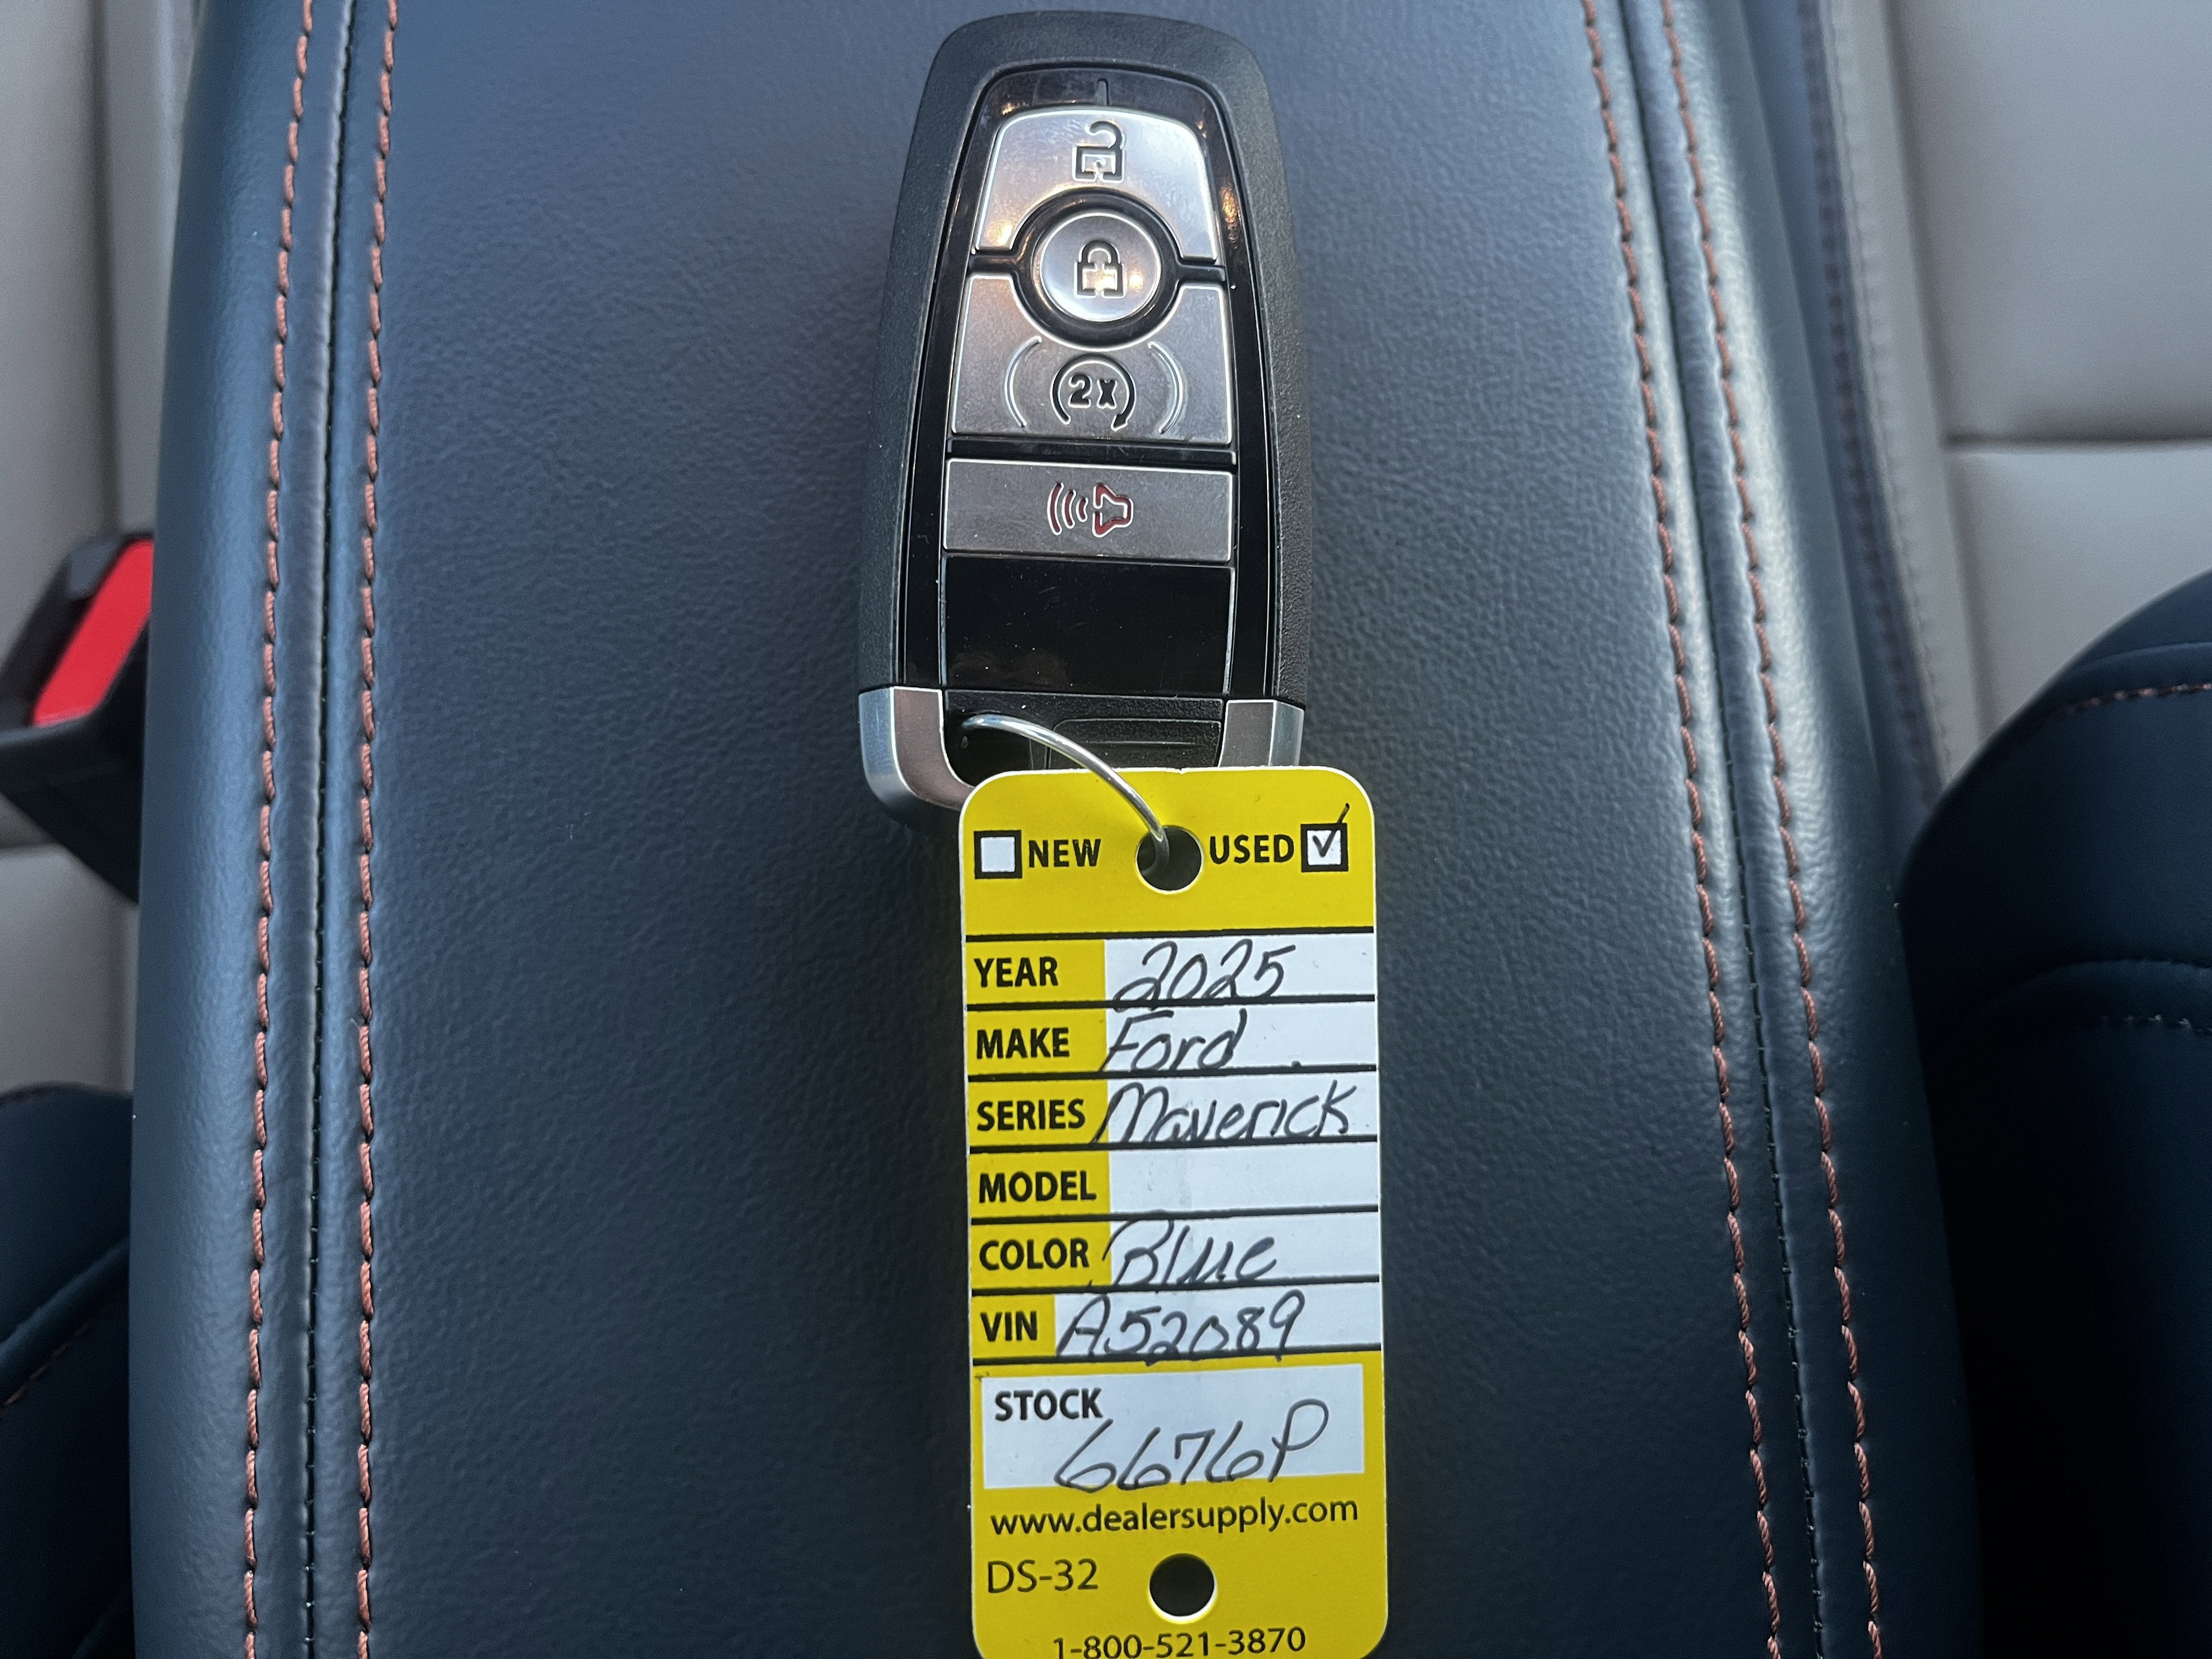 2x
NEW USED
YEAR 2025
MAKE Ford
SERIES Maverick
MODEL
COLOR Blue
VIN A52089
STOCK
6676P
www.dealersupply.com
DS-32
1-800-521-3870